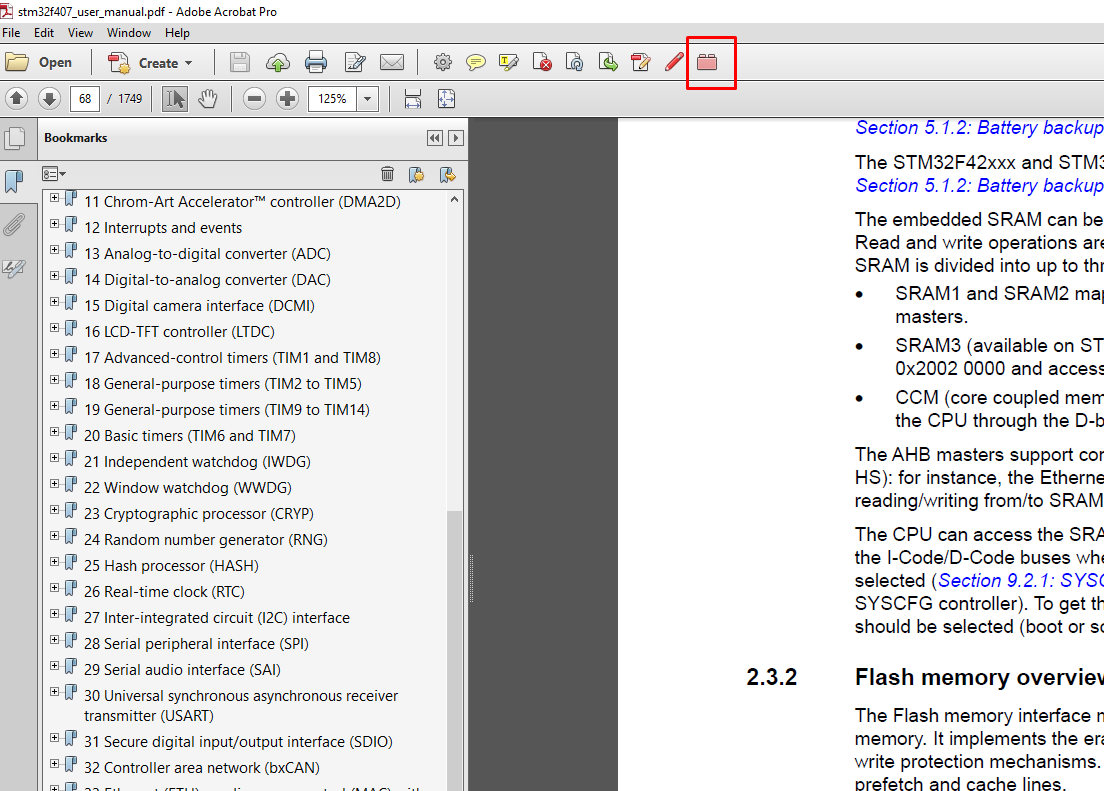 stm32f407_user_manual.pdf - Adobe Acrobat Pro
File Edit View Window Help
Open Create
68 / 1749 125%
Bookmarks
11 Chrom-Art Accelerator™ controller (DMA2D)
12 Interrupts and events
13 Analog-to-digital converter (ADC)
14 Digital-to-analog converter (DAC)
15 Digital camera interface (DCMI)
16 LCD-TFT controller (LTDC)
17 Advanced-control timers (TIM1 and TIM8)
18 General-purpose timers (TIM2 to TIM5)
19 General-purpose timers (TIM9 to TIM14)
20 Basic timers (TIM6 and TIM7)
21 Independent watchdog (IWDG)
22 Window watchdog (WWDG)
23 Cryptographic processor (CRYP)
24 Random number generator (RNG)
25 Hash processor (HASH)
26 Real-time clock (RTC)
27 Inter-integrated circuit (I2C) interface
28 Serial peripheral interface (SPI)
29 Serial audio interface (SAI)
30 Universal synchronous asynchronous receiver
transmitter (USART)
31 Secure digital input/output interface (SDIO)
32 Controller area network (bxCAN)
Section 5.1.2: Battery backup
The STM32F42xxx and STM3
Section 5.1.2: Battery backup
The embedded SRAM can be
Read and write operations are
SRAM is divided into up to thr
• SRAM1 and SRAM2 map
masters.
• SRAM3 (available on ST
0x2002 0000 and access
• CCM (core coupled mem
the CPU through the D-b
The AHB masters support con
HS): for instance, the Etherne
reading/writing from/to SRAM
The CPU can access the SRA
the I-Code/D-Code buses whe
selected (Section 9.2.1: SYSC
SYSCFG controller). To get th
should be selected (boot or so
2.3.2 Flash memory overview
The Flash memory interface m
memory. It implements the era
write protection mechanisms.
prefetch and cache lines.